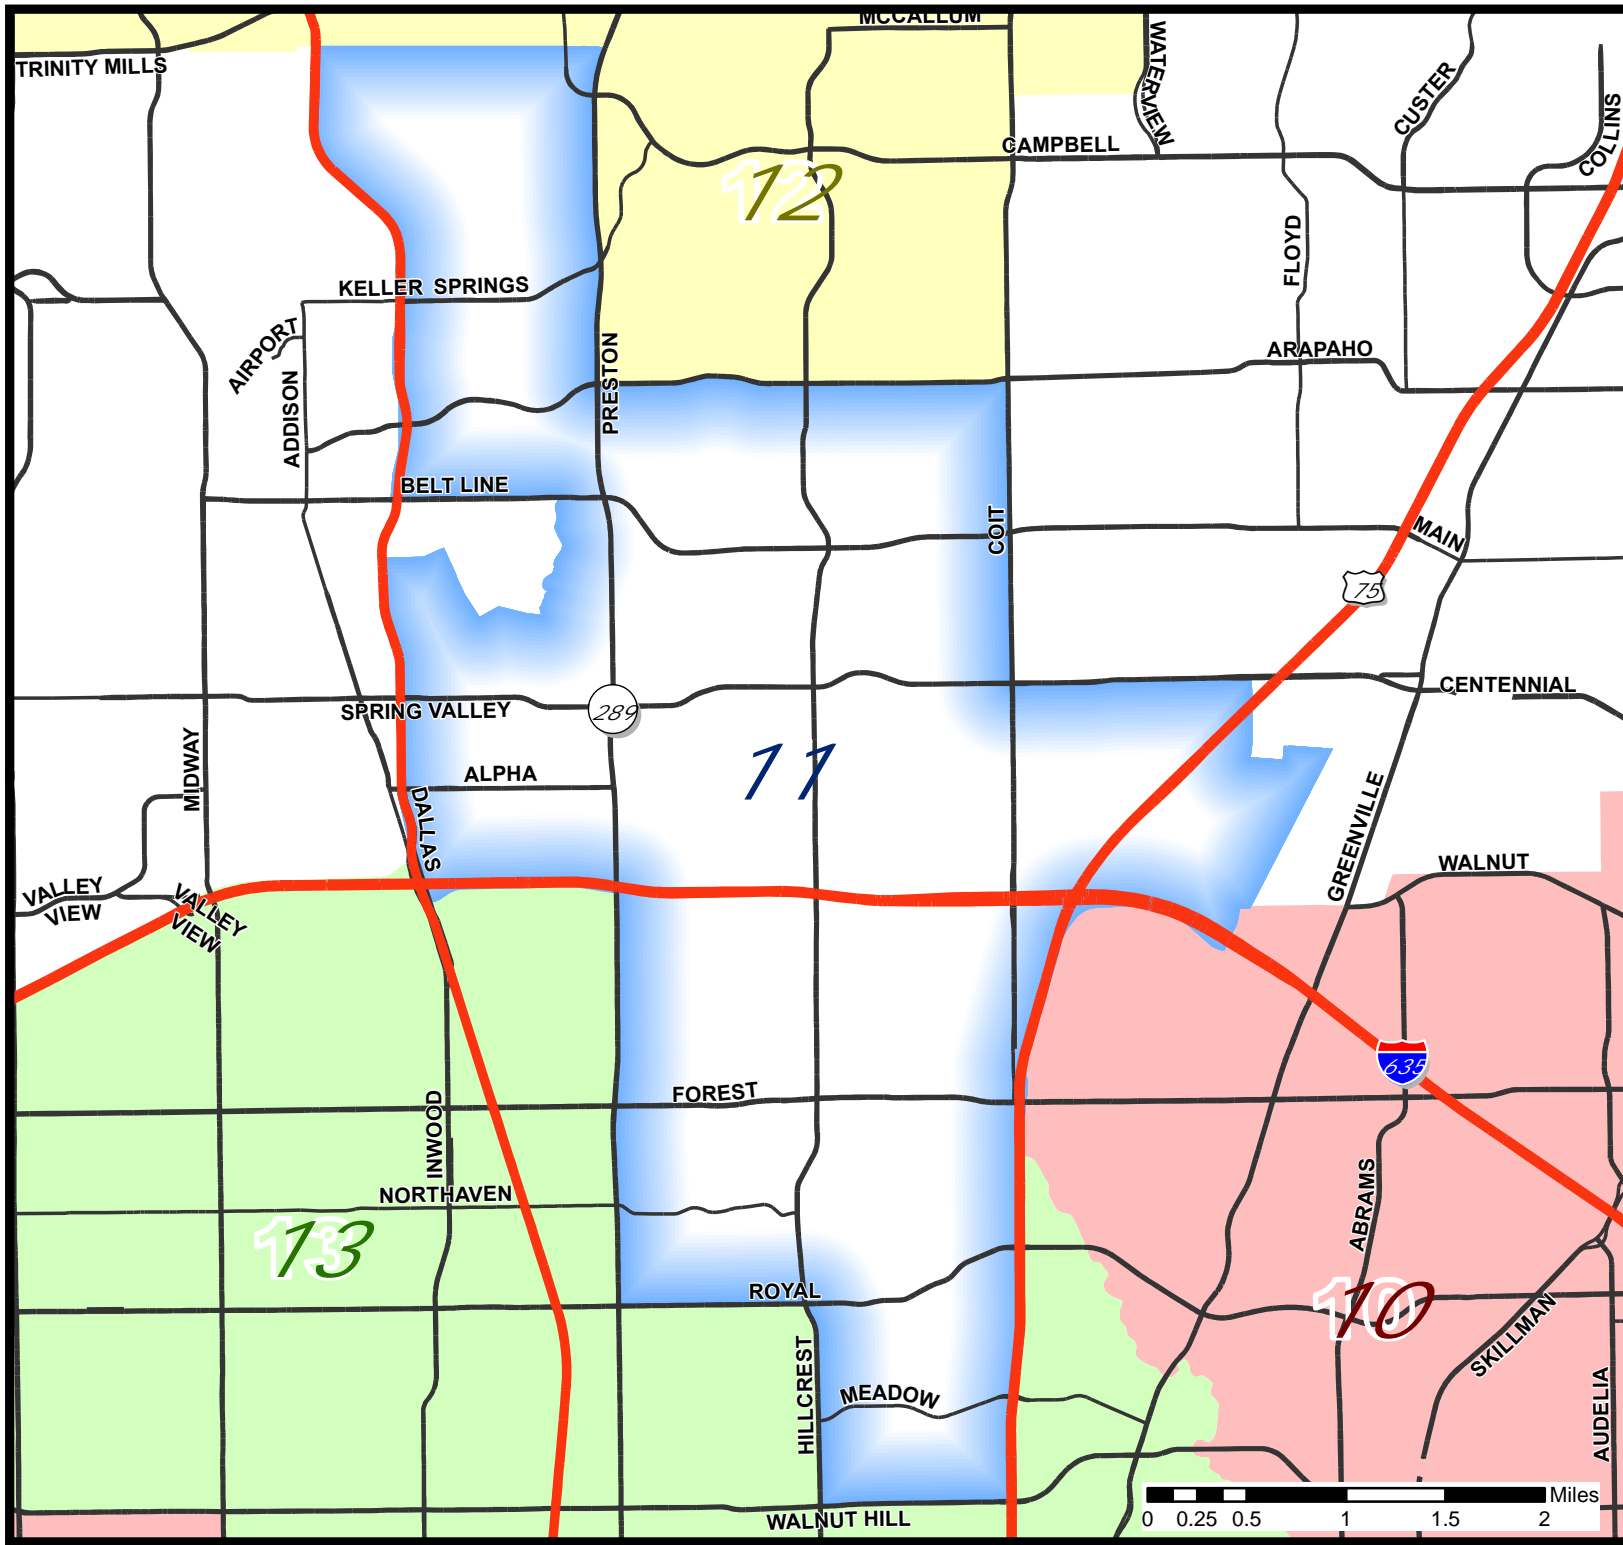 MCCALLUM
TRINITY MILLS
WATERVIEW
CUSTER
COLLINS
CAMPBELL
12
FLOYD
KELLER SPRINGS
AIRPORT
ADDISON
PRESTON
ARAPAHO
BELT LINE
COIT
MAIN
75
CENTENNIAL
SPRING VALLEY
289
MIDWAY
ALPHA
11
DALLAS
GREENVILLE
WALNUT
VALLEY
VIEW
VALLEY
VIEW
635
FOREST
INWOOD
NORTHAVEN
ABRAMS
13
ROYAL
10
SKILLMAN
HILLCREST
MEADOW
AUDELIA
WALNUT HILL
Miles
0 0.25 0.5 1 1.5 2